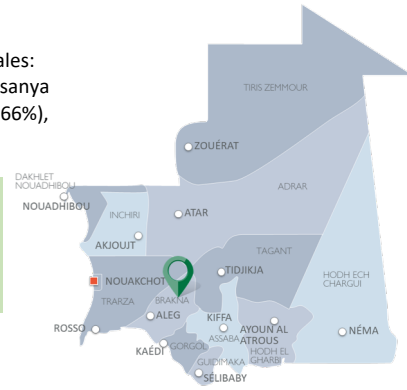 ales:
sanya
66%),
TIRIS ZEMMOUR
ZOUÉRAT
DAKHLET
NOUADHIBOU
NOUADHIBOU
ADRAR
INCHIRI
ATAR
AKJOUJT
TAGANT
HODH ECH
CHARGUI
NOUAKCHOT
TIDJIKJA
TRARZA
BRAKNA
ALEG
KIFFA
ASSABA
AYOUN AL
ATROUS
NÉMA
ROSSO
KAÉDI
GORGOL
HODH EL
GHARBI
GUIDIMAKA
SÉLIBABY